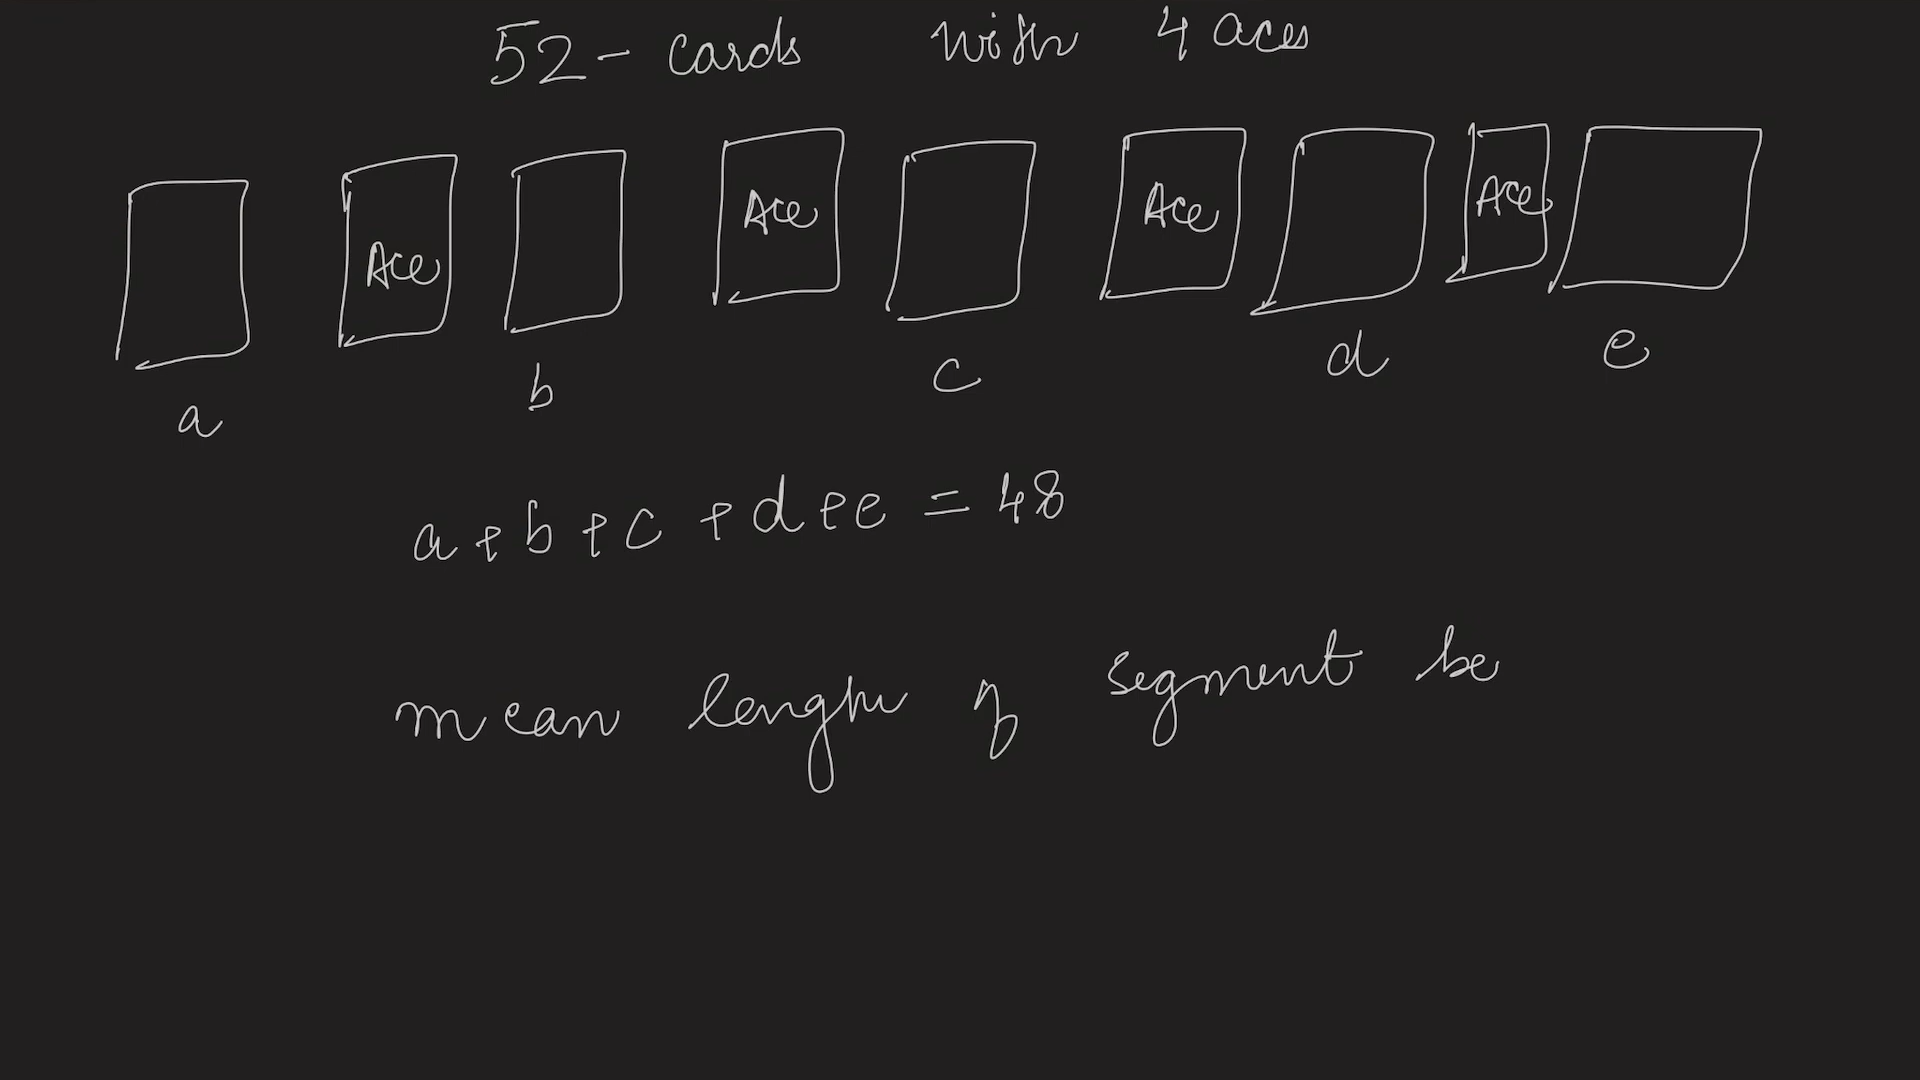 52- cards with 4 aces
Ace Ace Ace Ace
a b c d e
a+b+c+d+e = 48
mean length of segment be